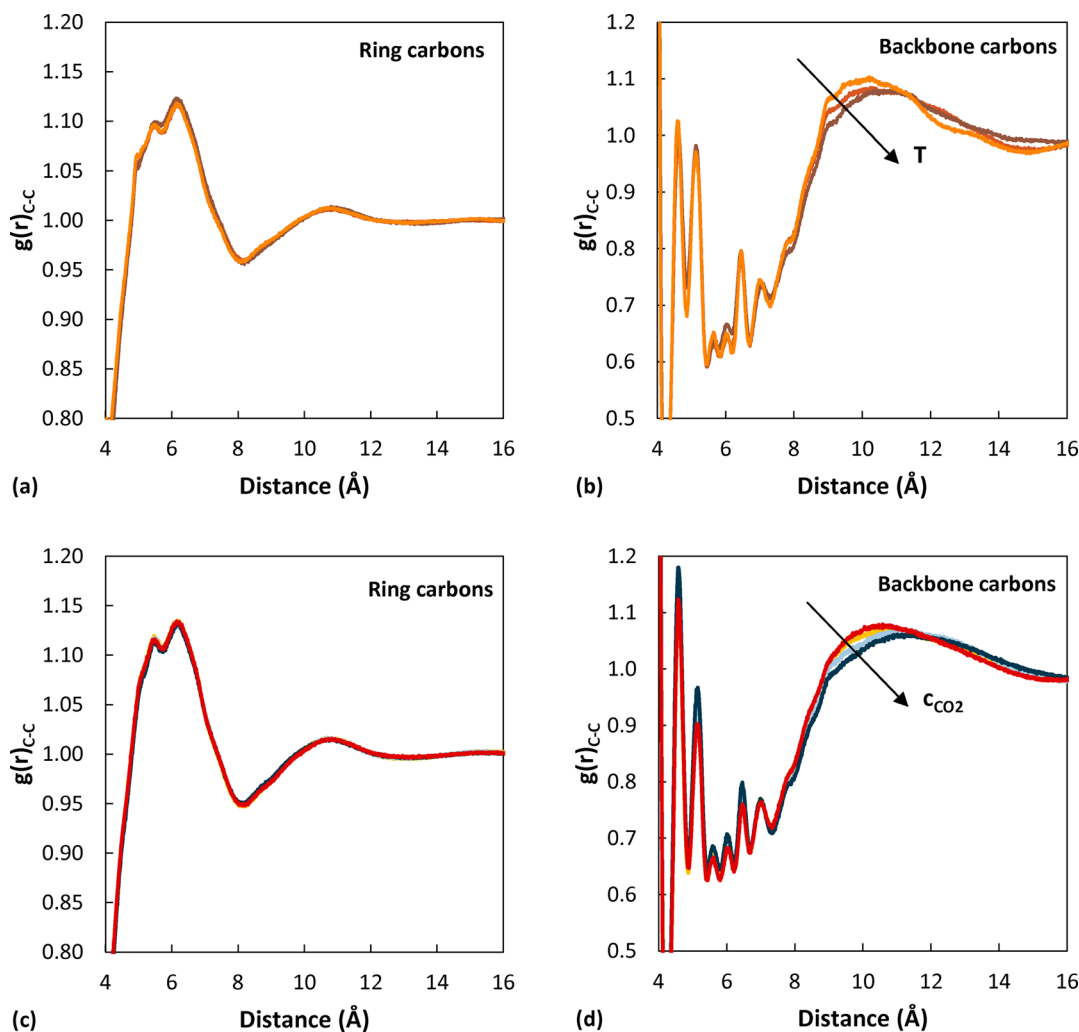 Ring carbons
1.20
1.15
1.10
1.05
1.00
0.95
0.90
0.85
0.80
g(r)C-C
4 6 8 10 12 14 16
Distance (Å)
(a)
Backbone carbons
T
1.2
1.1
1.0
0.9
0.8
0.7
0.6
0.5
g(r)C-C
4 6 8 10 12 14 16
Distance (Å)
(b)
Ring carbons
1.20
1.15
1.10
1.05
1.00
0.95
0.90
0.85
0.80
g(r)C-C
4 6 8 10 12 14 16
Distance (Å)
(c)
Backbone carbons
cCO2
1.2
1.1
1.0
0.9
0.8
0.7
0.6
0.5
g(r)C-C
4 6 8 10 12 14 16
Distance (Å)
(d)